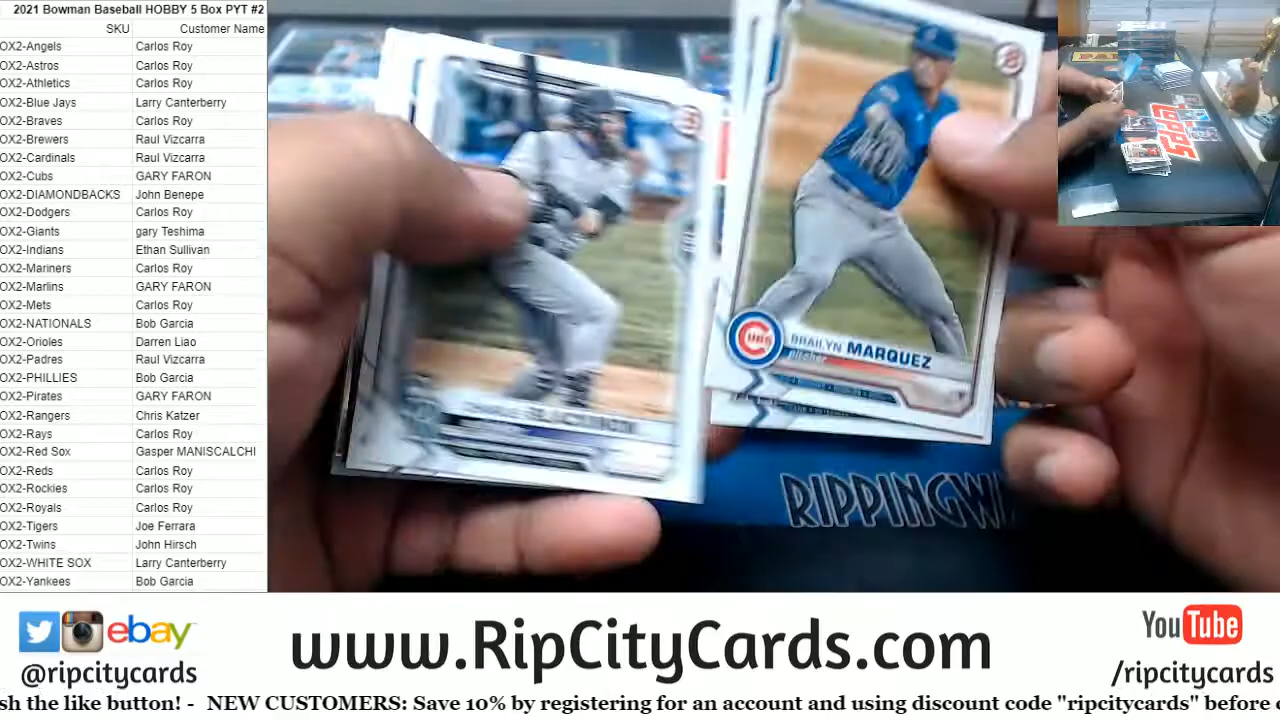 2021 Bowman Baseball HOBBY 5 Box PYT #2
SKU Customer Name
OX2-Angels Carlos Roy
OX2-Astros Carlos Roy
OX2-Athletics Carlos Roy
OX2-Blue Jays Larry Canterberry
OX2-Braves Carlos Roy
OX2-Brewers Raul Vizcarra
OX2-Cardinals Raul Vizcarra
OX2-Cubs GARY FARON
OX2-DIAMONDBACKS John Benepe
OX2-Dodgers Carlos Roy
OX2-Giants gary Teshima
OX2-Indians Ethan Sullivan
OX2-Mariners Carlos Roy
OX2-Marlins GARY FARON
OX2-Mets Carlos Roy
OX2-NATIONALS Bob Garcia
OX2-Orioles Darren Liao
OX2-Padres Raul Vizcarra
OX2-PHILLIES Bob Garcia
OX2-Pirates GARY FARON
OX2-Rangers Chris Katzer
OX2-Rays Carlos Roy
OX2-Red Sox Gasper MANISCALCHI
OX2-Reds Carlos Roy
OX2-Rockies Carlos Roy
OX2-Royals Carlos Roy
OX2-Tigers Joe Ferrara
OX2-Twins John Hirsch
OX2-WHITE SOX Larry Canterberry
OX2-Yankees Bob Garcia
CUBS
BRAILYN MARQUEZ
Pitcher
RIPPINGW
topps
ebay
@ripcitycards
www.RipCityCards.com
YouTube
/ripcitycards
sh the like button! - NEW CUSTOMERS: Save 10% by registering for an account and using discount code "ripcitycards" before